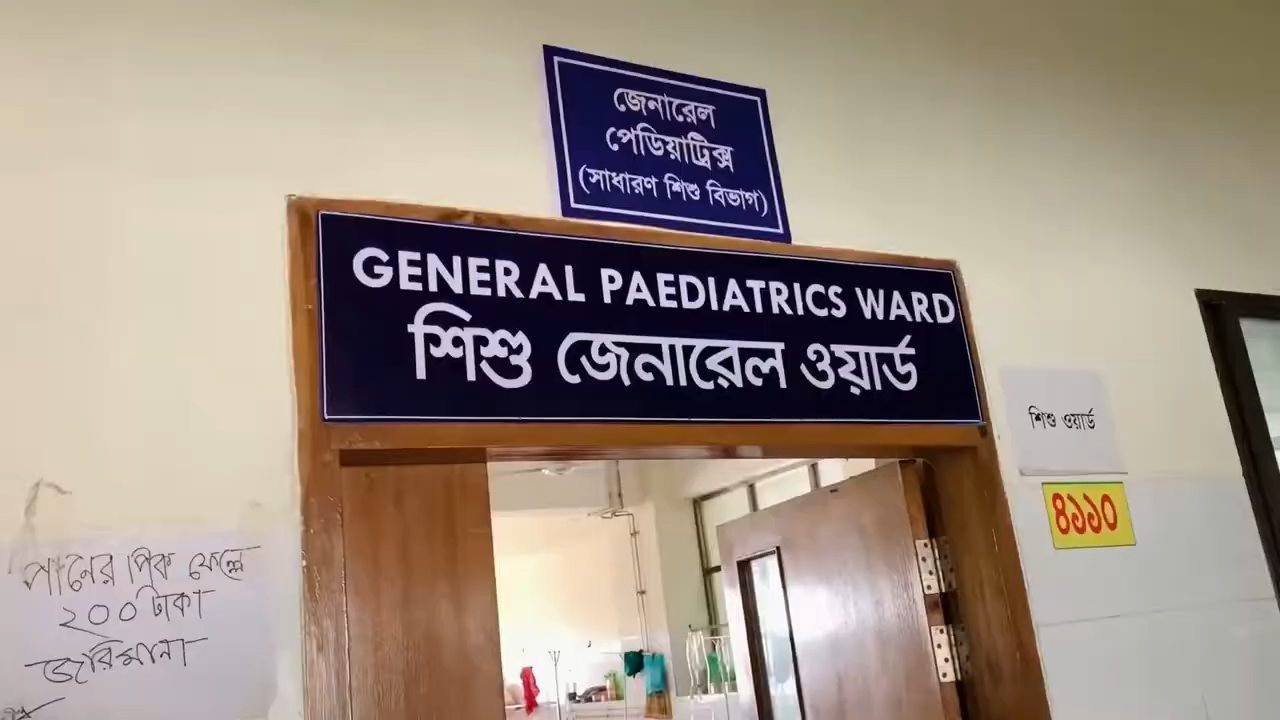 জেনারেল
পেডিয়াট্রিক্স
(সাধারণ শিশু বিভাগ)
GENERAL PAEDIATRICS WARD
শিশু জেনারেল ওয়ার্ড
শিশু ওয়ার্ড
৪১১০
পানের পিক ফেল্লে
২০০ টাকা
জরিমানা